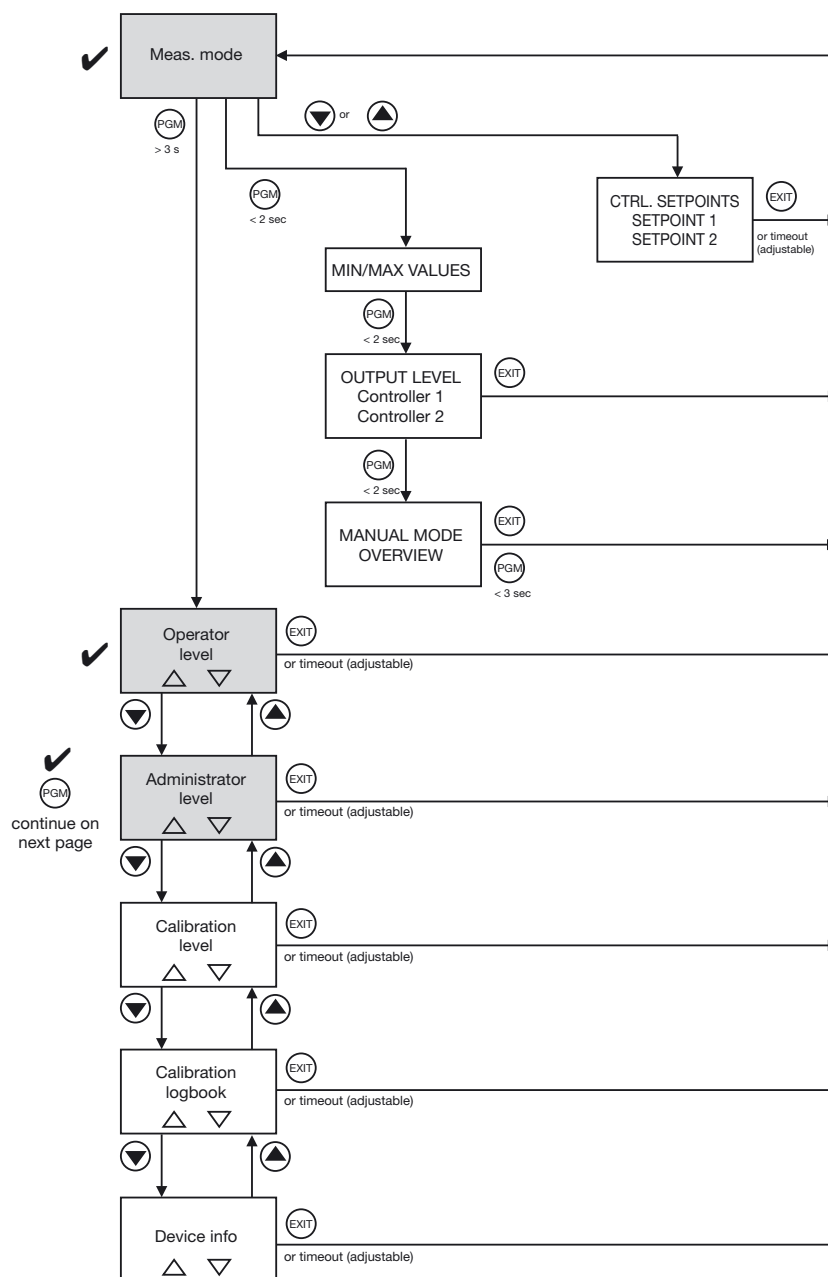 Meas. mode
PGM
> 3 s
or
PGM
< 2 sec
CTRL. SETPOINTS
SETPOINT 1
SETPOINT 2
EXIT
or timeout
(adjustable)
MIN/MAX VALUES
PGM
< 2 sec
OUTPUT LEVEL
Controller 1
Controller 2
EXIT
PGM
< 2 sec
MANUAL MODE
OVERVIEW
EXIT
PGM
< 3 sec
Operator
level
EXIT
or timeout (adjustable)
PGM
continue on
next page
Administrator
level
EXIT
or timeout (adjustable)
Calibration
level
EXIT
or timeout (adjustable)
Calibration
logbook
EXIT
or timeout (adjustable)
Device info
EXIT
or timeout (adjustable)